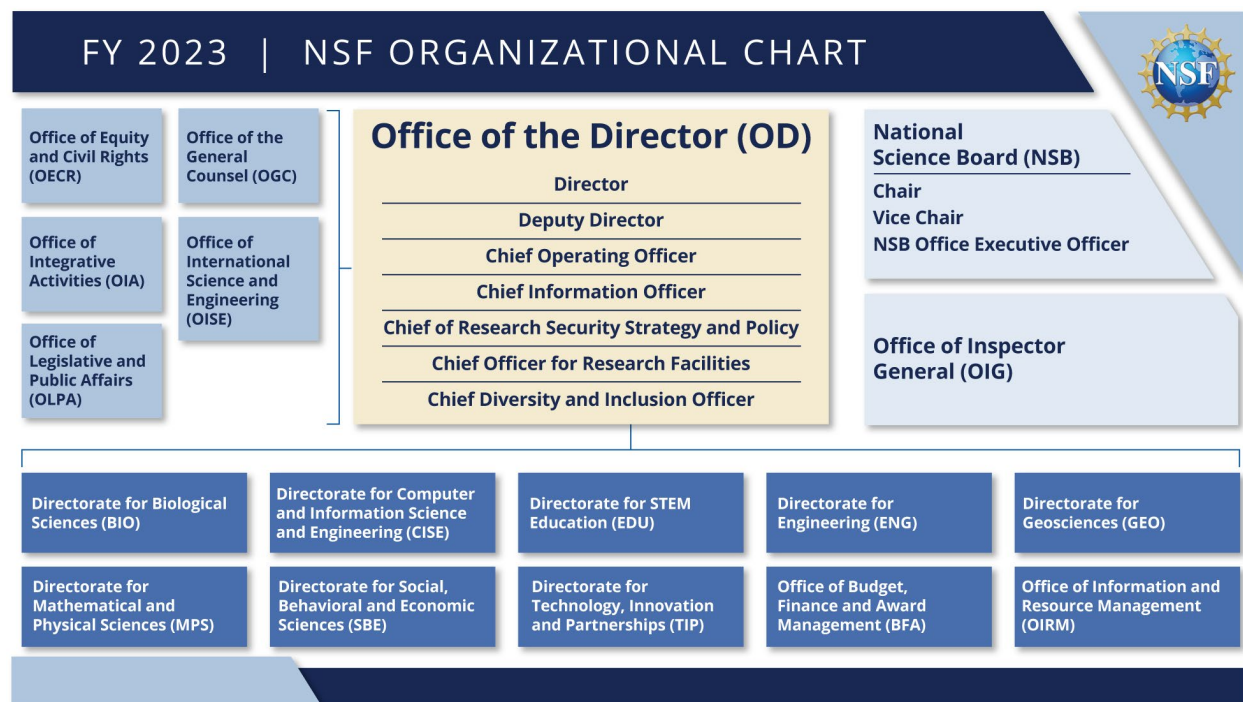 FY 2023 | NSF ORGANIZATIONAL CHART
NSF
Office of Equity
and Civil Rights
(OECR)
Office of the
General
Counsel (OGC)
Office of
Integrative
Activities (OIA)
Office of
International
Science and
Engineering
(OISE)
Office of
Legislative and
Public Affairs
(OLPA)
Office of the Director (OD)
Director
Deputy Director
Chief Operating Officer
Chief Information Officer
Chief of Research Security Strategy and Policy
Chief Officer for Research Facilities
Chief Diversity and Inclusion Officer
National
Science Board (NSB)
Chair
Vice Chair
NSB Office Executive Officer
Office of Inspector
General (OIG)
Directorate for Biological
Sciences (BIO)
Directorate for Computer
and Information Science
and Engineering (CISE)
Directorate for STEM
Education (EDU)
Directorate for
Engineering (ENG)
Directorate for
Geosciences (GEO)
Directorate for
Mathematical and
Physical Sciences (MPS)
Directorate for Social,
Behavioral and Economic
Sciences (SBE)
Directorate for
Technology, Innovation
and Partnerships (TIP)
Office of Budget,
Finance and Award
Management (BFA)
Office of Information and
Resource Management
(OIRM)